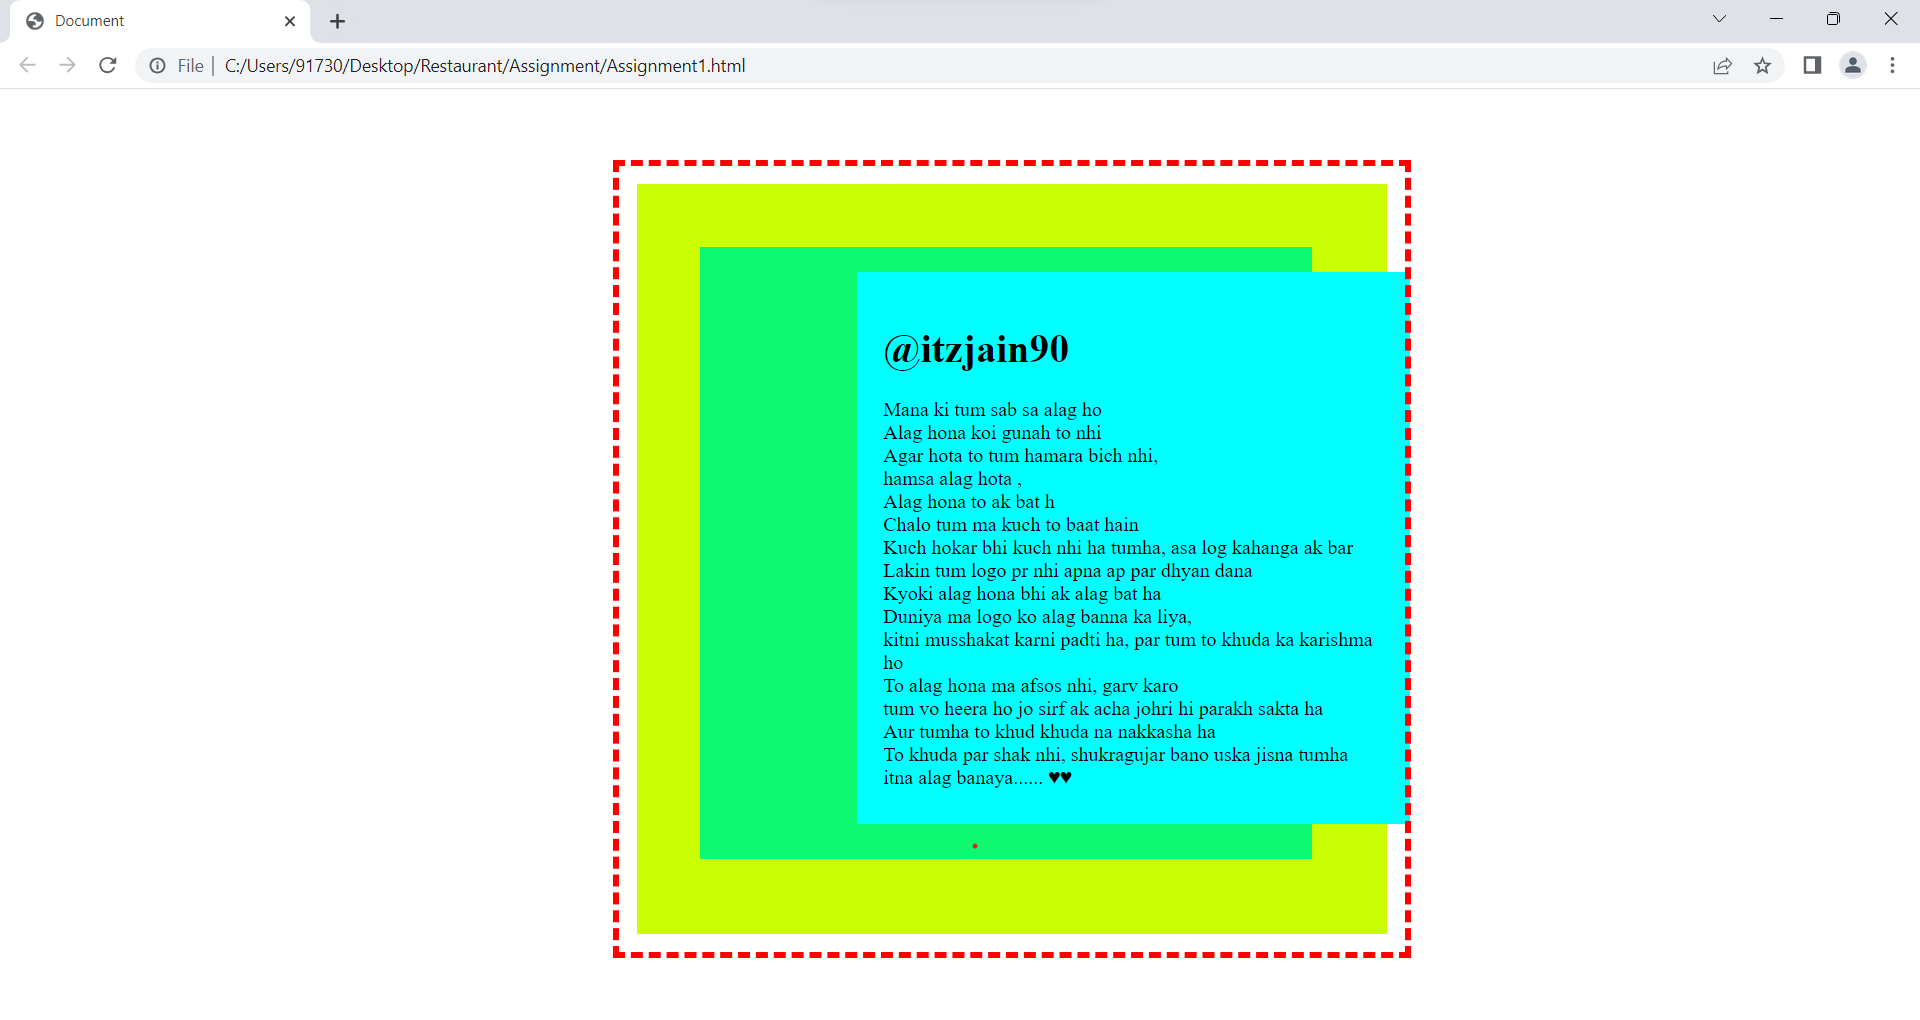 Document
File
C:/Users/91730/Desktop/Restaurant/Assignment/Assignment1.html
@itzjain90
Mana ki tum sab sa alag ho
Alag hona koi gunah to nhi
Agar hota to tum hamara bich nhi,
hamsa alag hota ,
Alag hona to ak bat h
Chalo tum ma kuch to baat hain
Kuch hokar bhi kuch nhi ha tumha, asa log kahanga ak bar
Lakin tum logo pr nhi apna ap par dhyan dana
Kyoki alag hona bhi ak alag bat ha
Duniya ma logo ko alag banna ka liya,
kitni musshakat karni padti ha, par tum to khuda ka karishma
ho
To alag hona ma afsos nhi, garv karo
tum vo heera ho jo sirf ak acha johri hi parakh sakta ha
Aur tumha to khud khuda na nakkasha ha
To khuda par shak nhi, shukragujar bano uska jisna tumha
itna alag banaya...... ♥♥